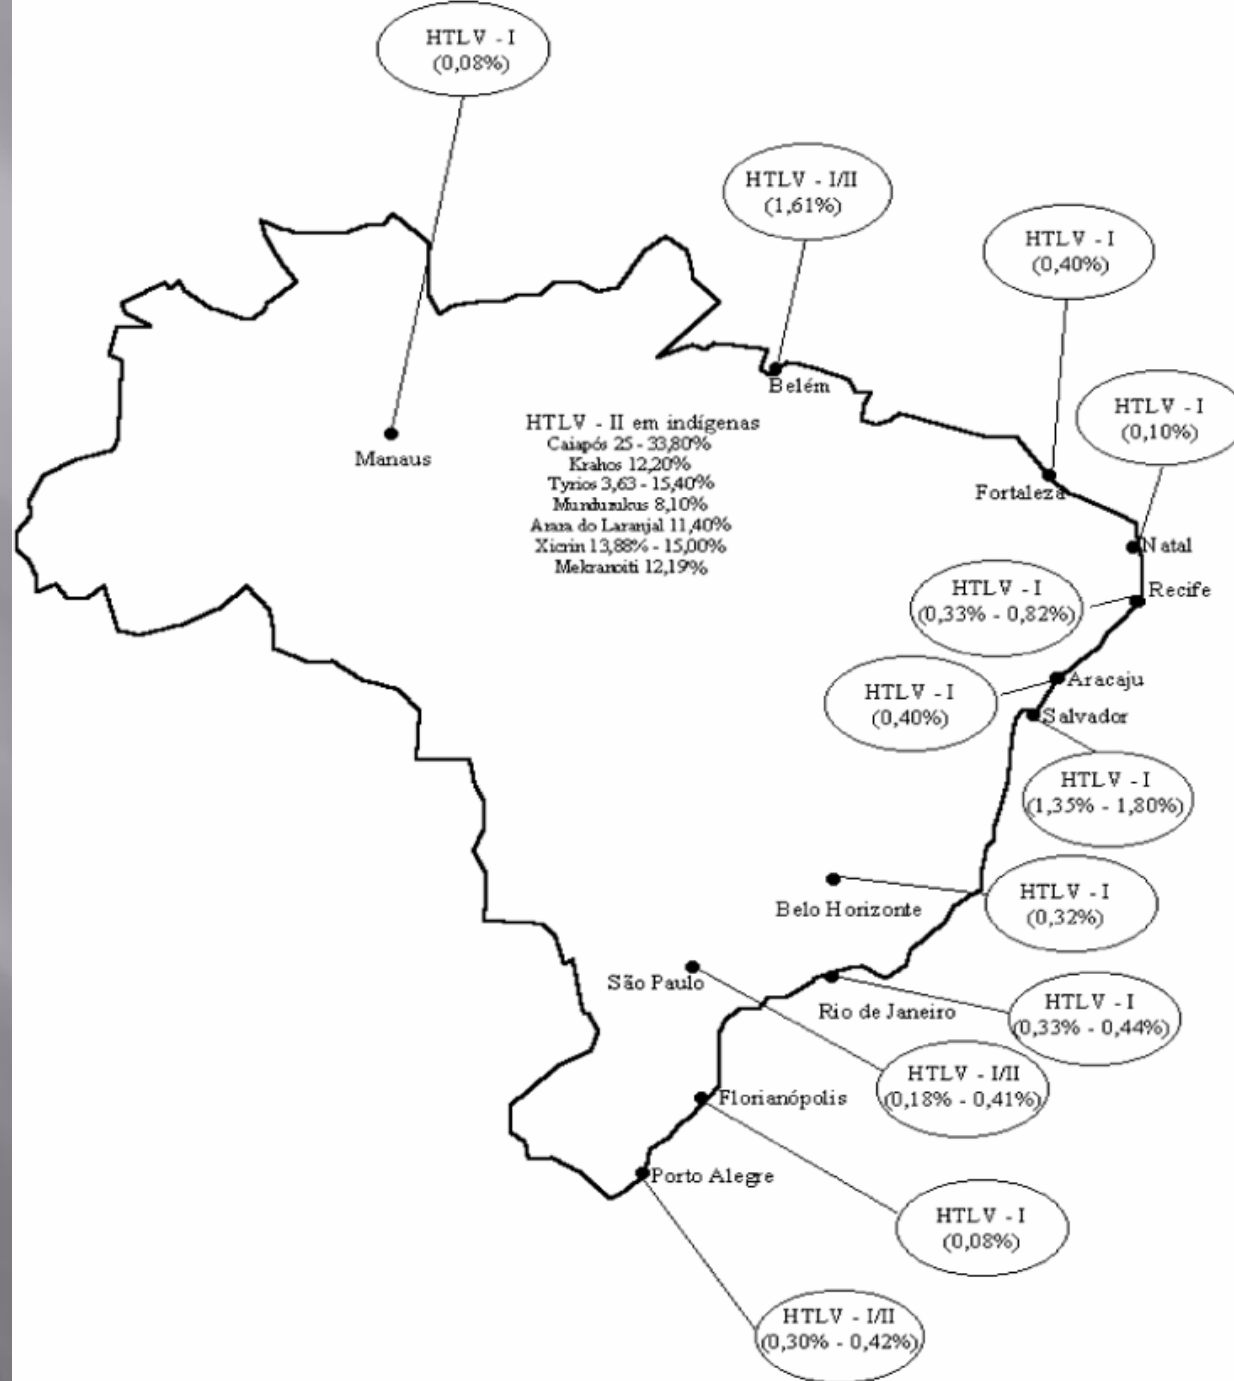 HTLV - I
(0,08%)
HTLV - I/II
(1,61%)
HTLV - I
(0,40%)
HTLV - I
(0,10%)
Belém
Manaus
HTLV - II em indígenas
Caiapós 25 - 33,80%
Krahos 12,20%
Tyrios 3,63 - 15,40%
Munduzukus 8,10%
Arara do Laranjal 11,40%
Xicrin 13,88% - 15,00%
Mekranoiti 12,19%
Fortaleza
Natal
Recife
HTLV - I
(0,33% - 0,82%)
Aracaju
HTLV - I
(0,40%)
Salvador
HTLV - I
(1,35% - 1,80%)
Belo Horizonte
HTLV - I
(0,32%)
São Paulo
Rio de Janeiro
HTLV - I
(0,33% - 0,44%)
HTLV - I/II
(0,18% - 0,41%)
Florianópolis
Porto Alegre
HTLV - I
(0,08%)
HTLV - I/II
(0,30% - 0,42%)